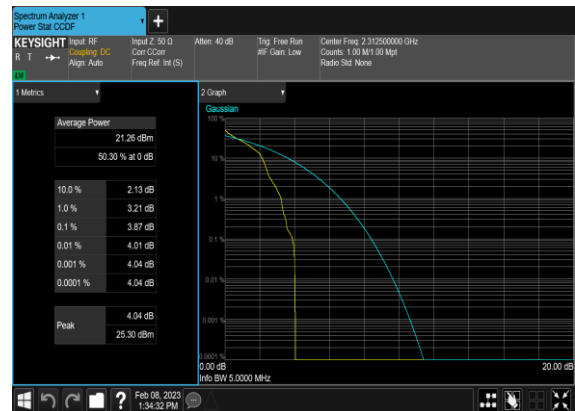 Spectrum Analyzer 1
Power Stat CCDF
+
KEYSIGHT
R T
LXI
Input: RF
Coupling: DC
Align: Auto
Input Z: 50 Ω
Corr CCorr
Freq Ref: Int (S)
Atten: 40 dB
Trig: Free Run
#IF Gain: Low
Center Freq: 2.312500000 GHz
Counts: 1.00 M/1.00 Mpt
Radio Std: None
1 Metrics
Average Power
21.26 dBm
50.30 % at 0 dB
10.0 % 2.13 dB
1.0 % 3.21 dB
0.1 % 3.87 dB
0.01 % 4.01 dB
0.001 % 4.04 dB
0.0001 % 4.04 dB
Peak
4.04 dB
25.30 dBm
2 Graph
Gaussian
100 %
10 %
1 %
0.1 %
0.01 %
0.001 %
0.0001 %
0.00 dB
20.00 dB
Info BW 5.0000 MHz
?
Feb 08, 2023
1:34:32 PM